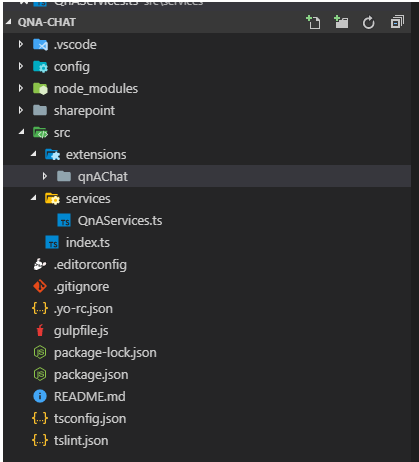 QnAServices.ts src\services
QNA-CHAT
.vscode
config
node_modules
sharepoint
src
extensions
qnAChat
services
QnAServices.ts
index.ts
.editorconfig
.gitignore
.yo-rc.json
gulpfile.js
package-lock.json
package.json
README.md
tsconfig.json
tslint.json